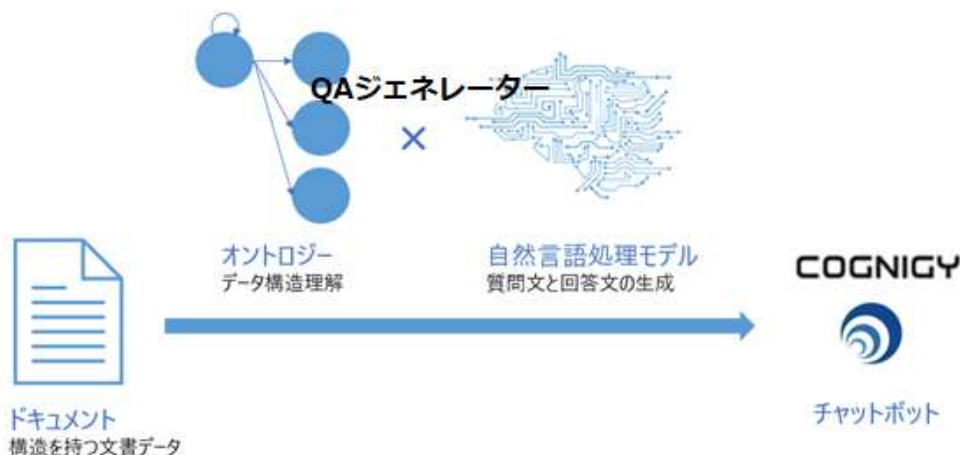 QAジェネレーター
×
オントロジー
データ構造理解
自然言語処理モデル
質問文と回答文の生成
COGNIGY
チャットボット
ドキュメント
構造を持つ文書データ